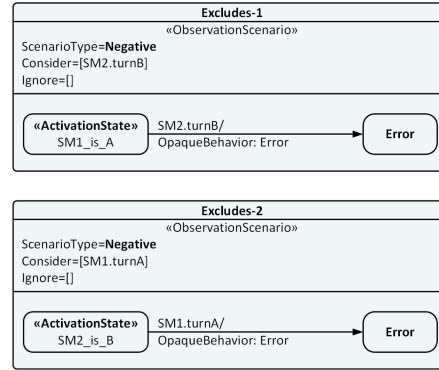 Excludes-1
«ObservationScenario»
ScenarioType=Negative
Consider=[SM2.turnB]
Ignore=[]
«ActivationState»
SM1_is_A
SM2.turnB/
OpaqueBehavior: Error
Error
Excludes-2
«ObservationScenario»
ScenarioType=Negative
Consider=[SM1.turnA]
Ignore=[]
«ActivationState»
SM2_is_B
SM1.turnA/
OpaqueBehavior: Error
Error